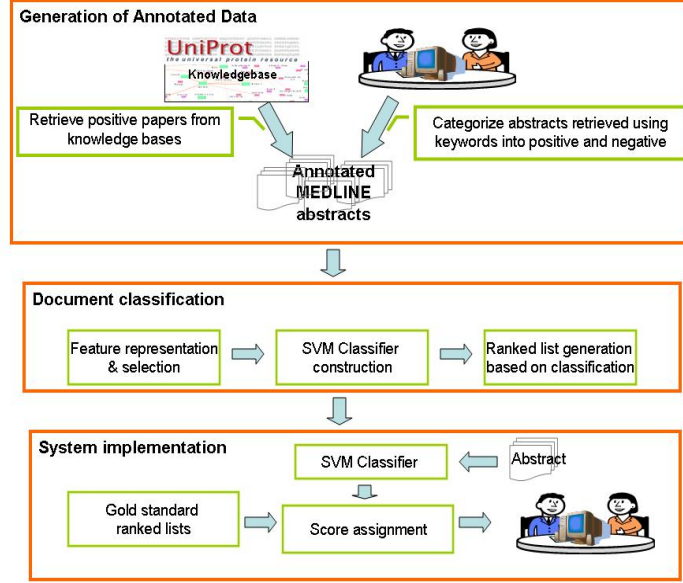 Generation of Annotated Data
UniProt
the universal protein resource
Knowledgebase
Retrieve positive papers from
knowledge bases
Categorize abstracts retrieved using
keywords into positive and negative
Annotated
MEDLINE
abstracts
Document classification
Feature representation
& selection
SVM Classifier
construction
Ranked list generation
based on classification
System implementation
SVM Classifier
Abstract
Gold standard
ranked lists
Score assignment